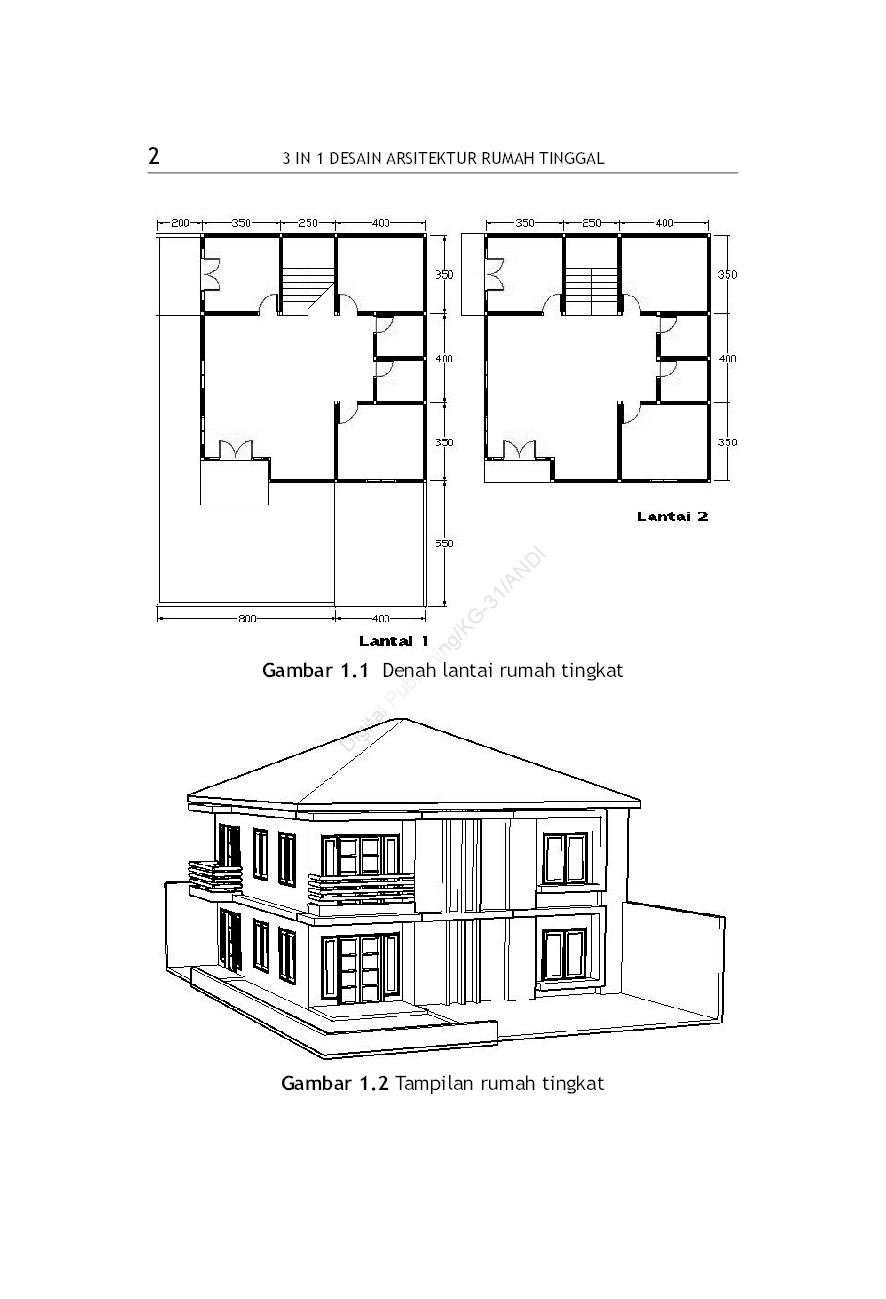 2
3 IN 1 DESAIN ARSITEKTUR RUMAH TINGGAL
200 350 250 400
350
400
350
550
800 400
Lantai 1
350 250 400
350
400
350
Lantai 2
Digital Publishing/KG-31/ANDI
Gambar 1.1 Denah lantai rumah tingkat
Gambar 1.2 Tampilan rumah tingkat